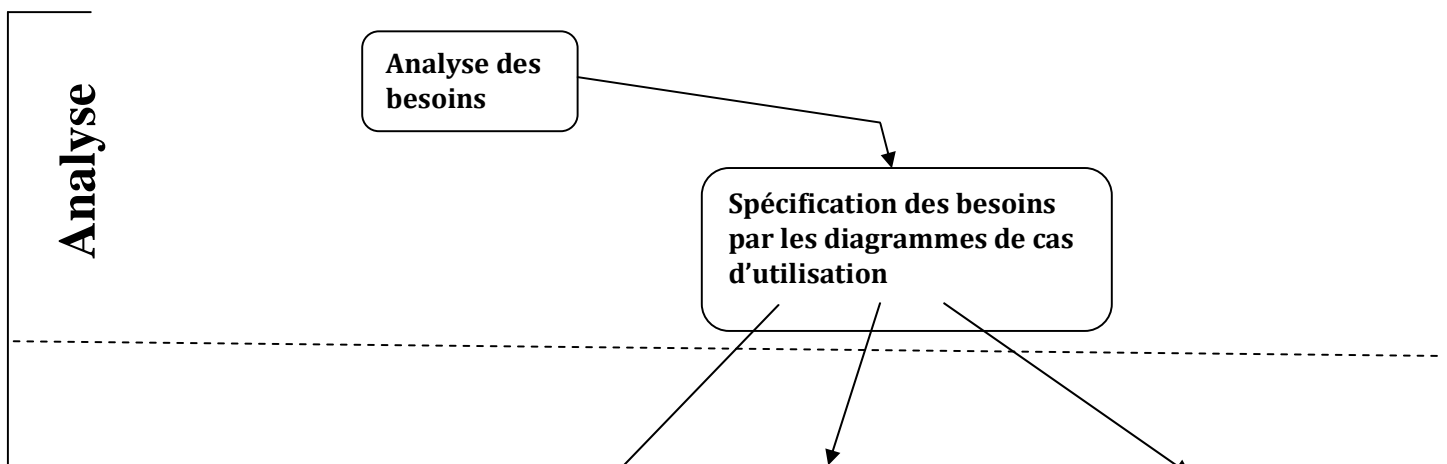 Analyse
Analyse des
besoins
Spécification des besoins
par les diagrammes de cas
d’utilisation